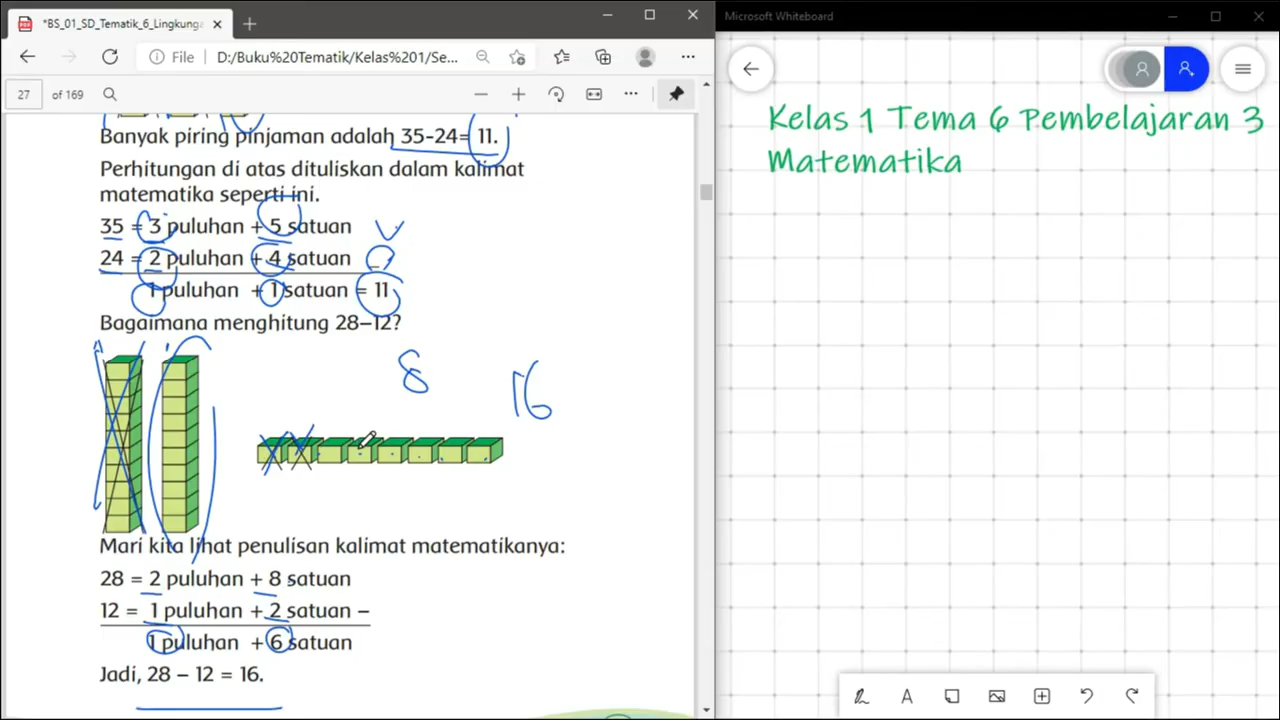 *BS_01_SD_Tematik_6_Lingkunga
Microsoft Whiteboard
File
D:/Buku%20Tematik/Kelas%201/Se...
27 of 169
Banyak piring pinjaman adalah 35-24= 11.
Perhitungan di atas dituliskan dalam kalimat
matematika seperti ini.
35 = 3 puluhan + 5 satuan
24 = 2 puluhan + 4 satuan
1 puluhan + 1 satuan = 11
Bagaimana menghitung 28–12?
8
16
Mari kita lihat penulisan kalimat matematikanya:
28 = 2 puluhan + 8 satuan
12 = 1 puluhan + 2 satuan –
1 puluhan + 6 satuan
Jadi, 28 – 12 = 16.
Kelas 1 Tema 6 Pembelajaran 3
Matematika